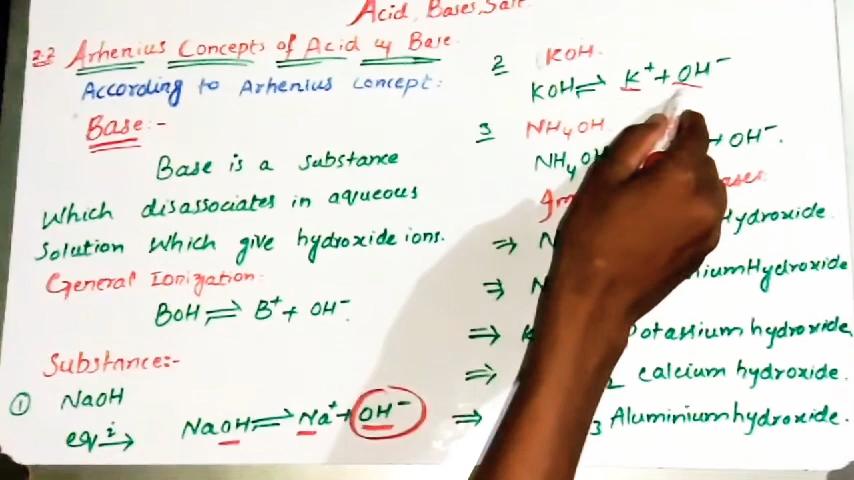 Acid, Bases, Salt
2.2 Arhenius Concepts of Acid & Base.
According to Arhenius concept:
Base:-
Base is a substance
Which disassociates in aqueous
Solution which give hydroxide ions.
General Ionization:
BOH ⇌ B⁺ + OH⁻.
Substance:-
① NaOH
NaOH ⇌ Na⁺ + OH⁻
2 KOH.
KOH ⇌ K⁺ + OH⁻
3 NH4OH
NH4OH + OH⁻.
Hydroxide.
⇒ N Hydroxide
⇒ K Potassium hydroxide
⇒ 2 calcium hydroxide.
⇒ 3 Aluminium hydroxide.